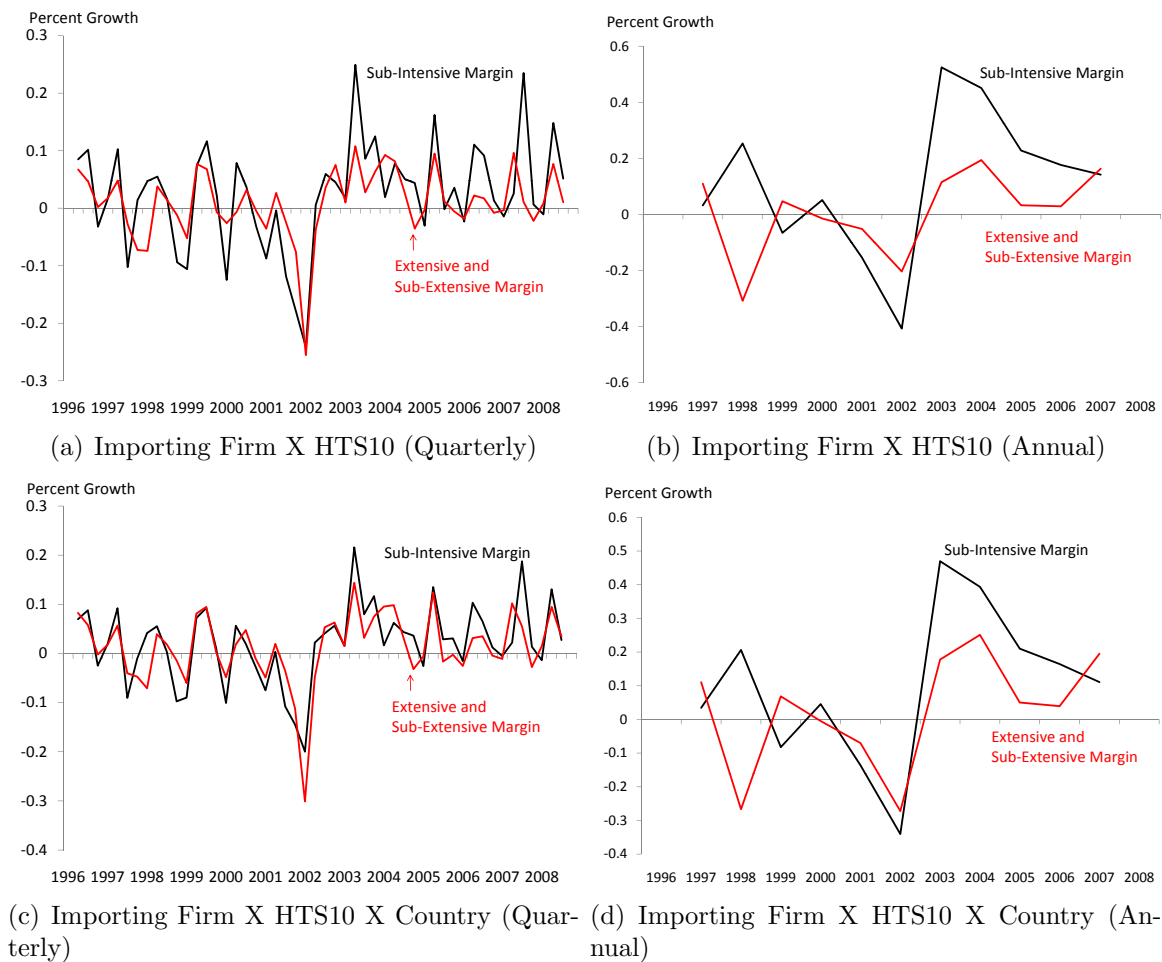 Percent Growth
0.3
0.2
0.1
0
-0.1
-0.2
-0.3
Sub-Intensive Margin
Extensive and
Sub-Extensive Margin
1996 1997 1998 1999 2000 2001 2002 2003 2004 2005 2006 2007 2008
(a) Importing Firm X HTS10 (Quarterly)
Percent Growth
0.6
0.4
0.2
0
-0.2
-0.4
-0.6
Sub-Intensive Margin
Extensive and
Sub-Extensive Margin
1996 1997 1998 1999 2000 2001 2002 2003 2004 2005 2006 2007 2008
(b) Importing Firm X HTS10 (Annual)
Percent Growth
0.3
0.2
0.1
0
-0.1
-0.2
-0.3
-0.4
Sub-Intensive Margin
Extensive and
Sub-Extensive Margin
1996 1997 1998 1999 2000 2001 2002 2003 2004 2005 2006 2007 2008
(c) Importing Firm X HTS10 X Country (Quar-
terly)
Percent Growth
0.6
0.5
0.4
0.3
0.2
0.1
0
-0.1
-0.2
-0.3
-0.4
Sub-Intensive Margin
Extensive and
Sub-Extensive Margin
1996 1997 1998 1999 2000 2001 2002 2003 2004 2005 2006 2007 2008
(d) Importing Firm X HTS10 X Country (An-
nual)